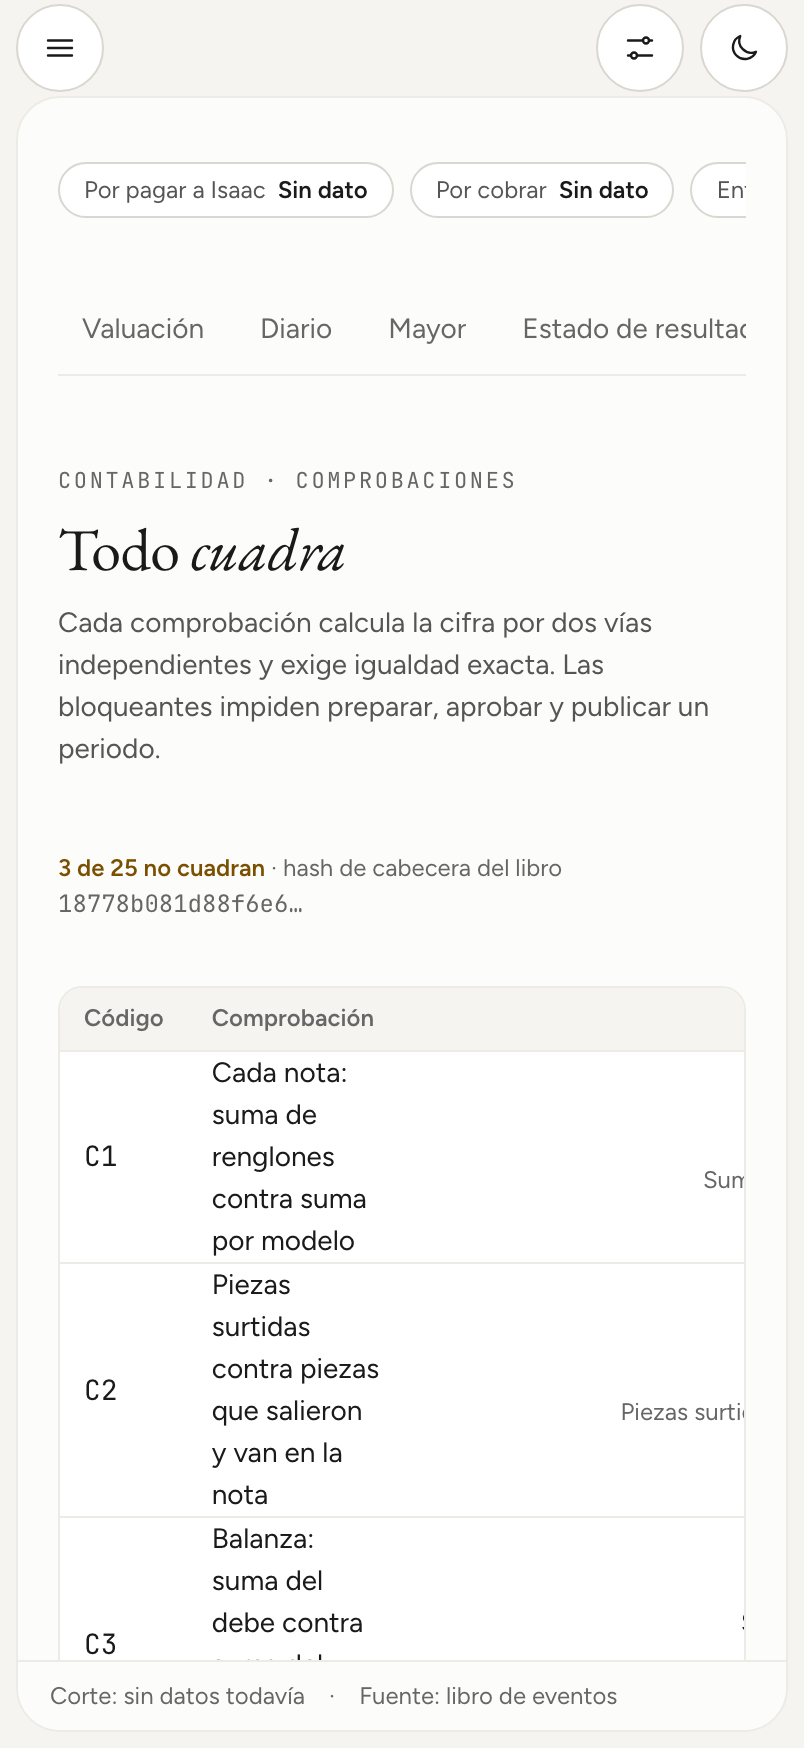 Por pagar a Isaac Sin dato Por cobrar Sin dato
Valuación Diario Mayor Estado de
CONTABILIDAD · COMPROBACIONES
Todo cuadra
Cada comprobación calcula la cifra por dos vías
independientes y exige igualdad exacta. Las
bloqueantes impiden preparar, aprobar y publicar un
periodo.
3 de 25 no cuadran · hash de cabecera del libro
18778b081d88f6e6…
Código Comprobación
C1
Cada nota:
suma de
renglones
contra suma
por modelo
C2
Piezas
surtidas
contra piezas
que salieron
y van en la
nota
Piezas
C3
Balanza:
suma del
debe contra
Corte: sin datos todavía · Fuente: libro de eventos